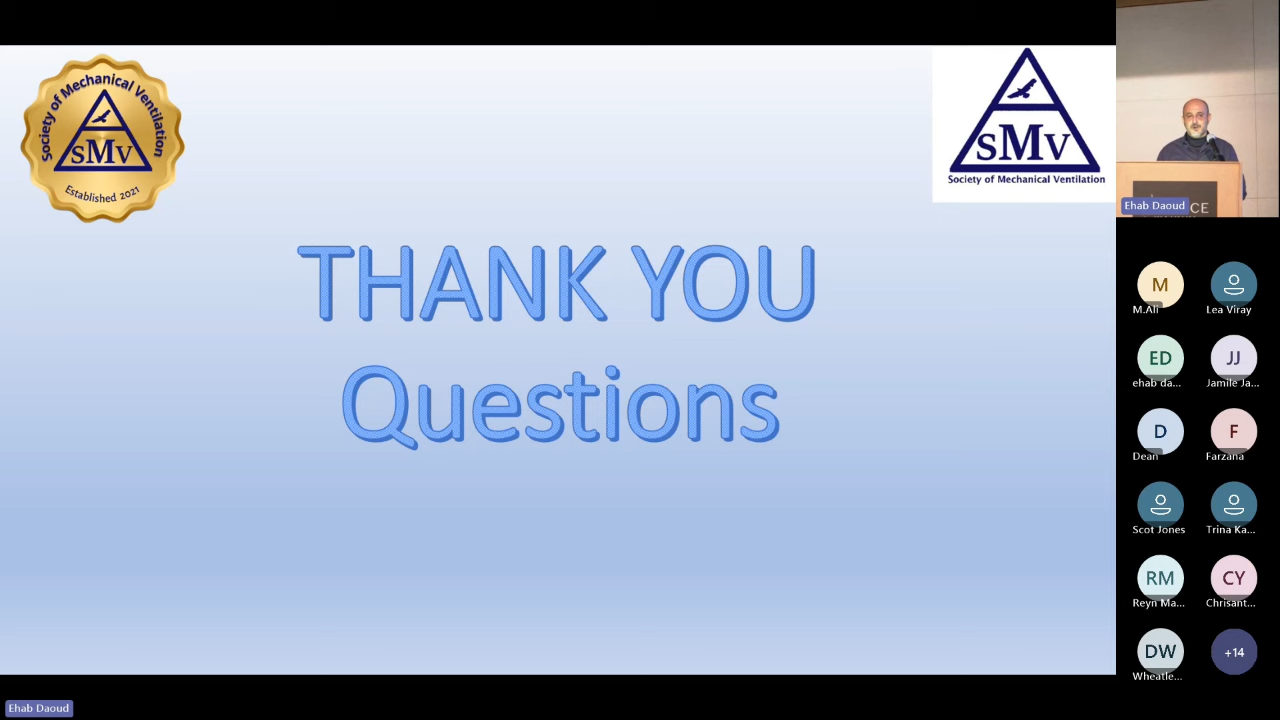 Society of Mechanical Ventilation
SMV
Established 2021
SMV
Society of Mechanical Ventilation
THANK YOU
Questions
Ehab Daoud
CE
M
M.Ali
Lea Viray
ED
ehab da...
JJ
Jamile Ja...
D
Dean
F
Farzana
Scot Jones
Trina Ka...
RM
Reyn Ma...
CY
Chrisant...
DW
Wheatle...
+14
Ehab Daoud